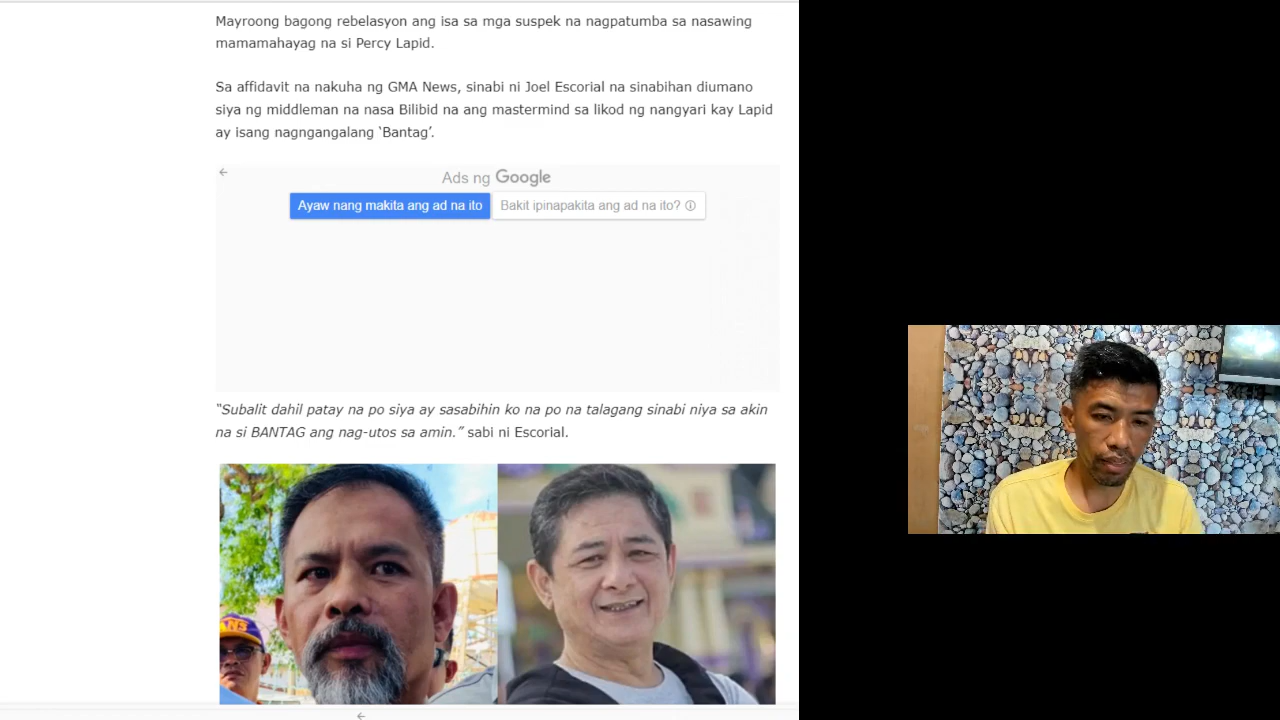 Mayroong bagong rebelasyon ang isa sa mga suspek na nagpatumba sa nasawing
mamamahayag na si Percy Lapid.
Sa affidavit na nakuha ng GMA News, sinabi ni Joel Escorial na sinabihan diumano
siya ng middleman na nasa Bilibid na ang mastermind sa likod ng nangyari kay Lapid
ay isang nagngangalang ‘Bantag’.
Ads ng Google
Ayaw nang makita ang ad na ito
Bakit ipinapakita ang ad na ito?
“Subalit dahil patay na po siya ay sasabihin ko na po na talagang sinabi niya sa akin
na si BANTAG ang nag-utos sa amin.” sabi ni Escorial.
NS